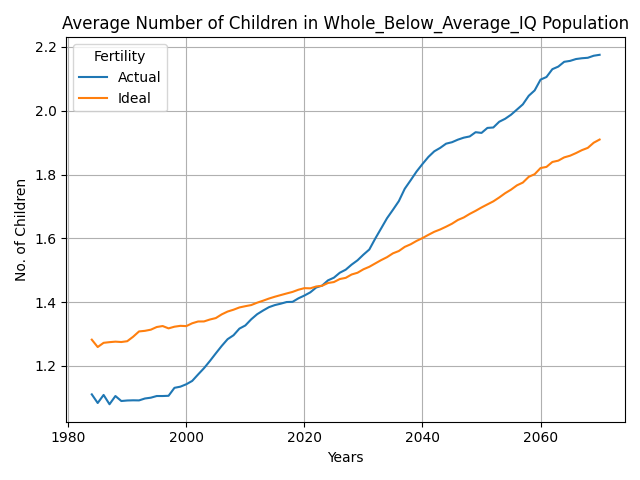 Average Number of Children in Whole_Below_Average_IQ Population
Fertility
Actual
Ideal
No. of Children
2.2
2.0
1.8
1.6
1.4
1.2
1980
2000
2020
2040
2060
Years